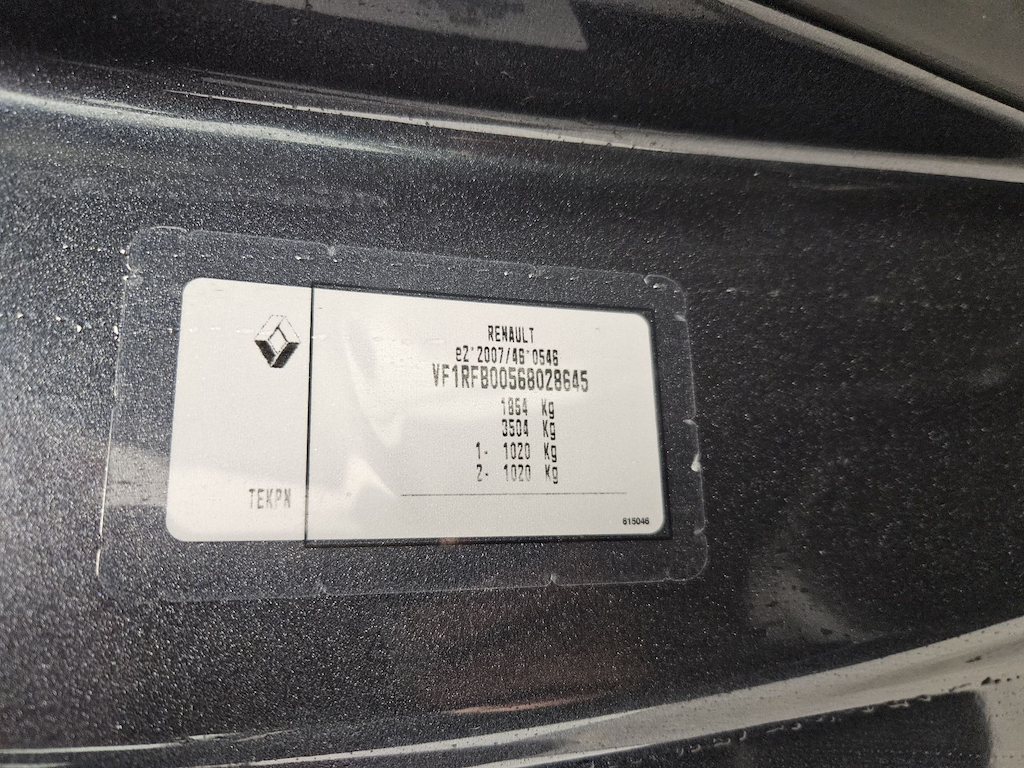 RENAULT
e2*2007/46*0546
VF1RFB00568028645
1854 Kg
3504 Kg
1- 1020 Kg
2- 1020 Kg
TEKPN
615046